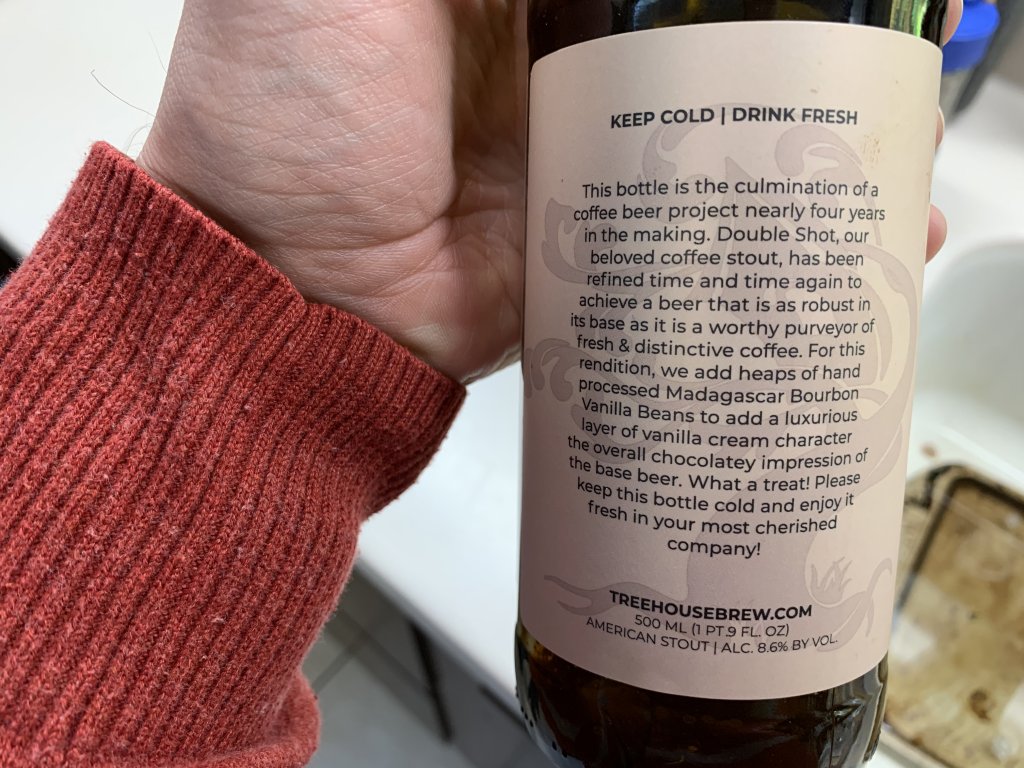 KEEP COLD | DRINK FRESH
This bottle is the culmination of a
coffee beer project nearly four years
in the making. Double Shot, our
beloved coffee stout, has been
refined time and time again to
achieve a beer that is as robust in
its base as it is a worthy purveyor of
fresh & distinctive coffee. For this
rendition, we add heaps of hand
processed Madagascar Bourbon
Vanilla Beans to add a luxurious
layer of vanilla cream character
the overall chocolatey impression of
the base beer. What a treat! Please
keep this bottle cold and enjoy it
fresh in your most cherished
company!
TREEHOUSEBREW.COM
500 ML (1 PT.9 FL. OZ)
AMERICAN STOUT | ALC. 8.6% BY VOL.